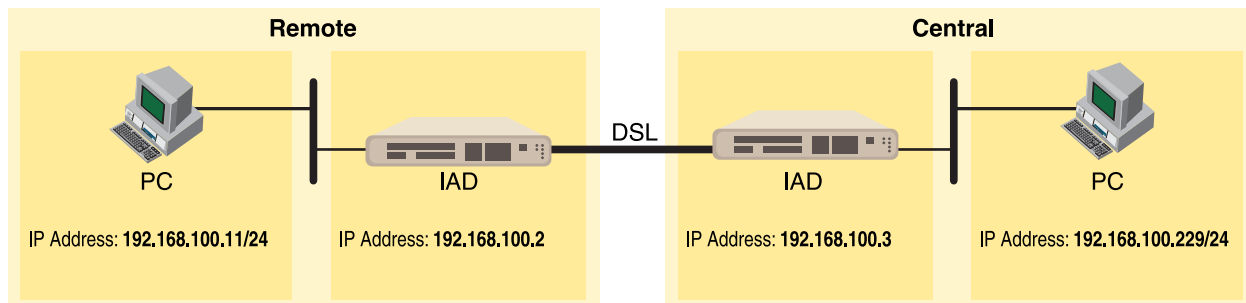 Remote
Central
DSL
PC
IAD
IAD
PC
IP Address: 192.168.100.11/24
IP Address: 192.168.100.2
IP Address: 192.168.100.3
IP Address: 192.168.100.229/24